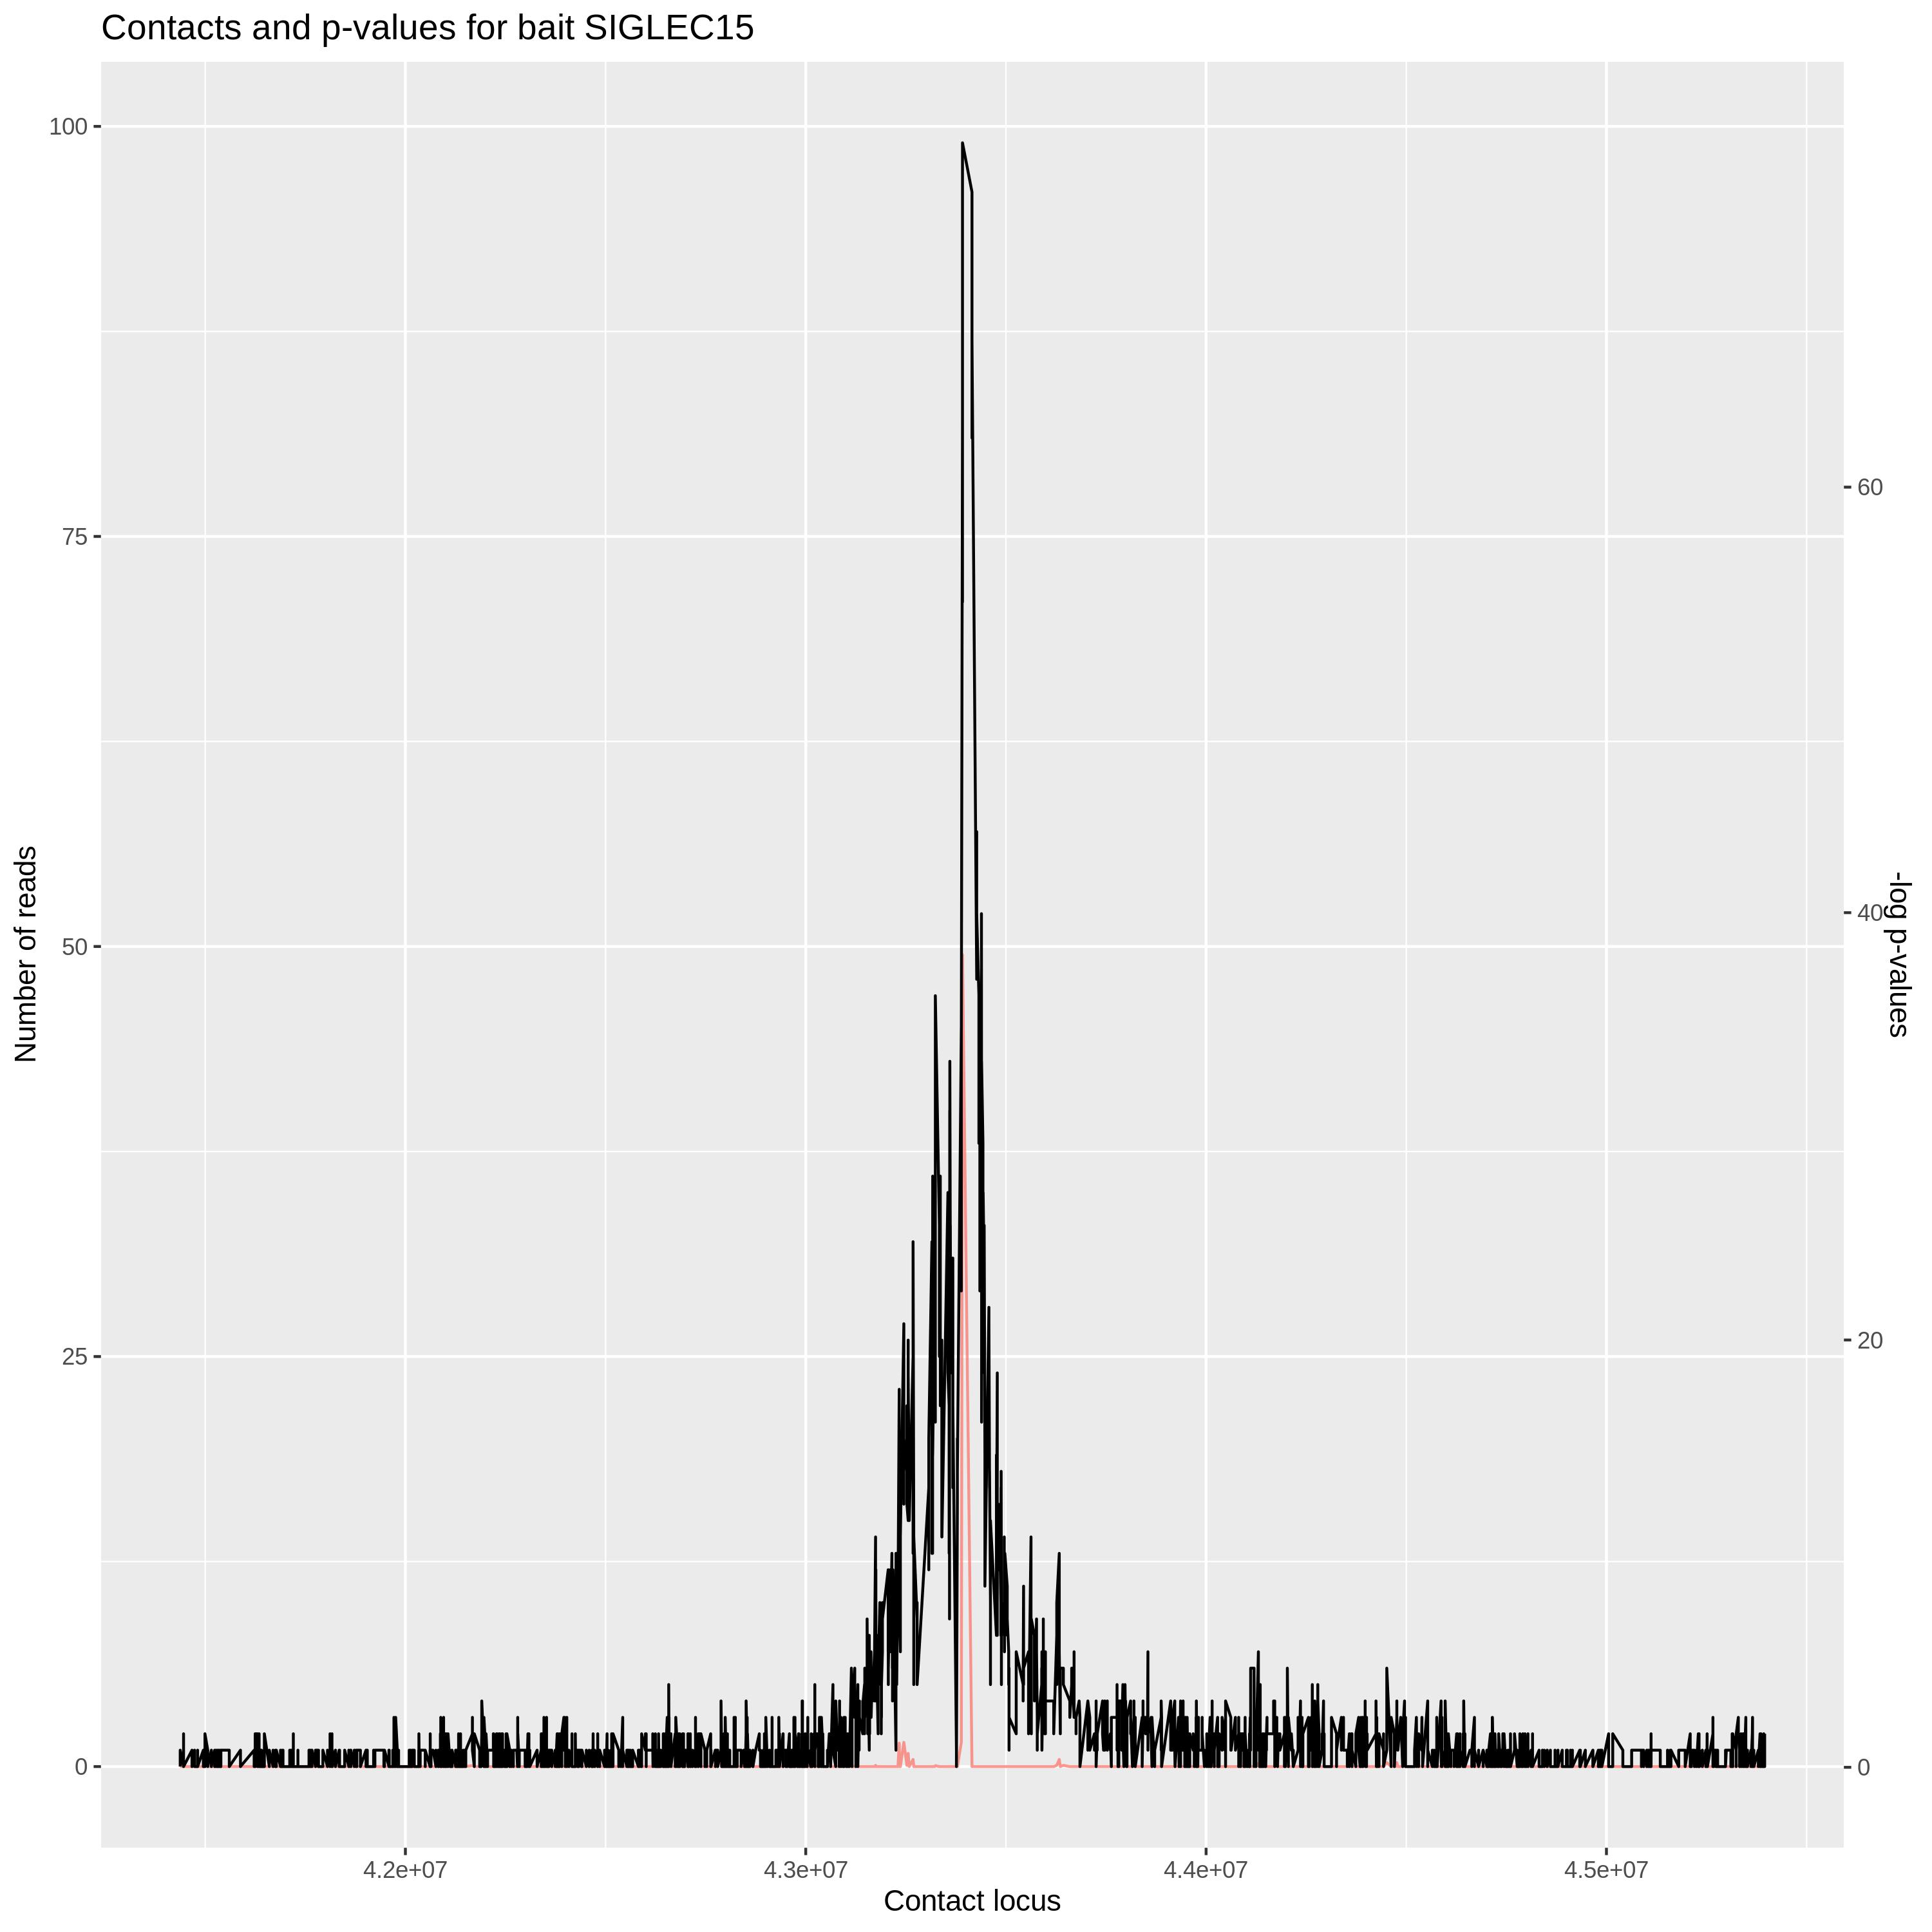 Contacts and p-values for bait SIGLEC15
100
75
50
25
0
Number of reads
60
40
20
0
-log p-values
4.2e+07
4.3e+07
4.4e+07
4.5e+07
Contact locus